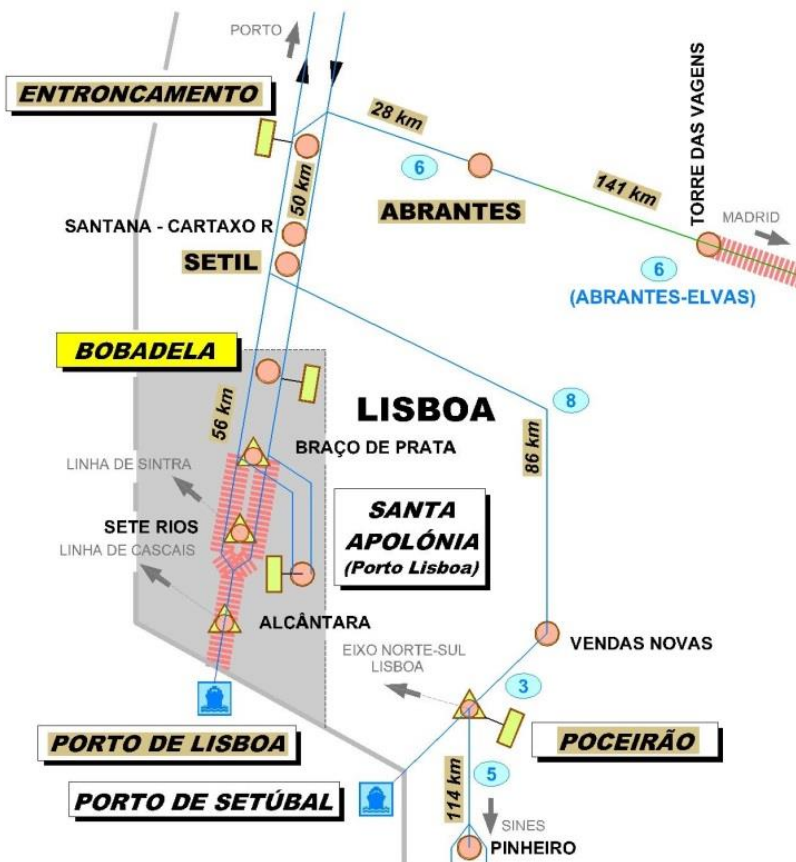 PORTO
ENTRONCAMENTO
28 km
6
50 km
ABRANTES
141 km
TORRE DAS VAGENS
MADRID
SANTANA - CARTAXO R
SETIL
6
(ABRANTES-ELVAS)
BOBADELA
LISBOA
8
56 km
86 km
BRAÇO DE PRATA
LINHA DE SINTRA
SETE RIOS
SANTA
APOLÓNIA
(Porto Lisboa)
LINHA DE CASCAIS
ALCÂNTARA
VENDAS NOVAS
EIXO NORTE-SUL
LISBOA
3
PORTO DE LISBOA
POCEIRÃO
PORTO DE SETÚBAL
114 km
5
SINES
PINHEIRO